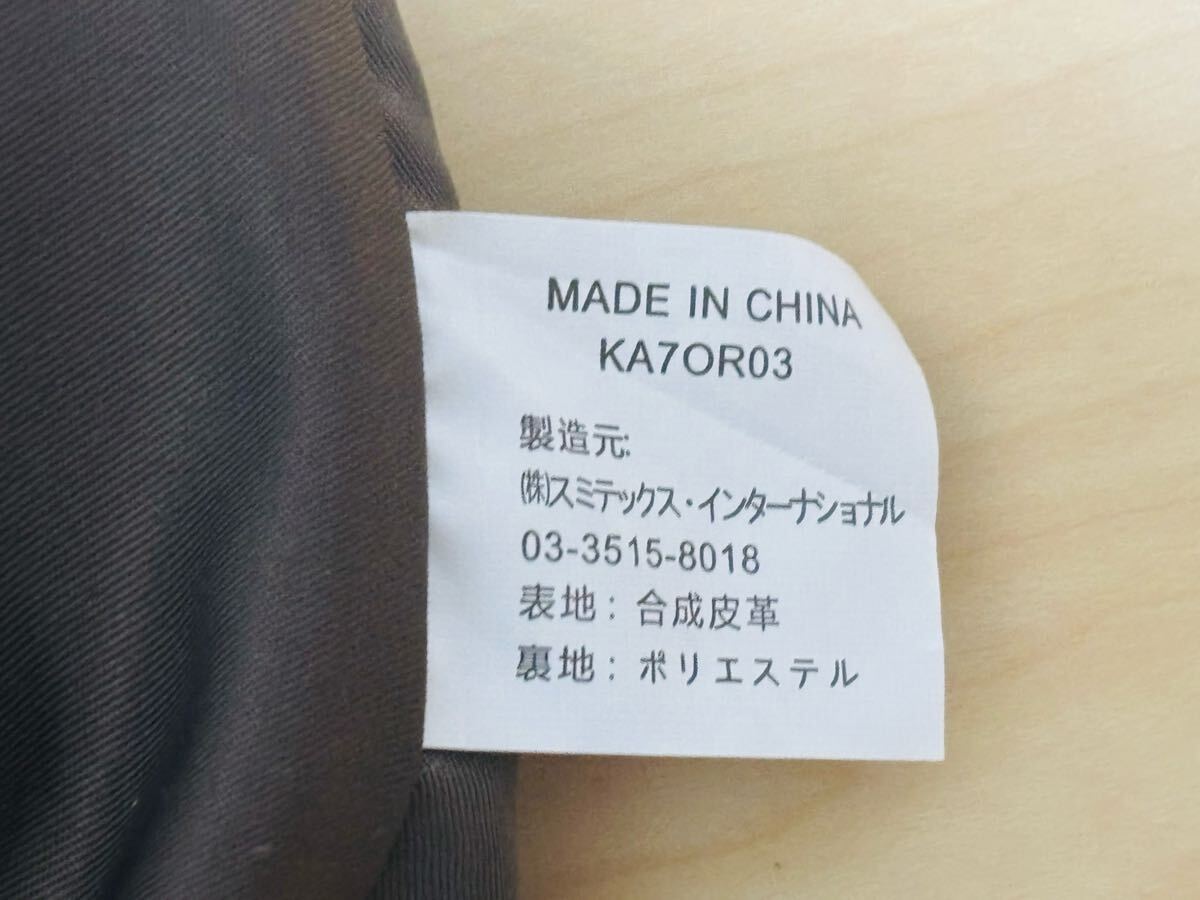 MADE IN CHINA
KA7OR03
製造元:
㈱スミテックス・インターナショナル
03-3515-8018
表地：合成皮革
裏地：ポリエステル